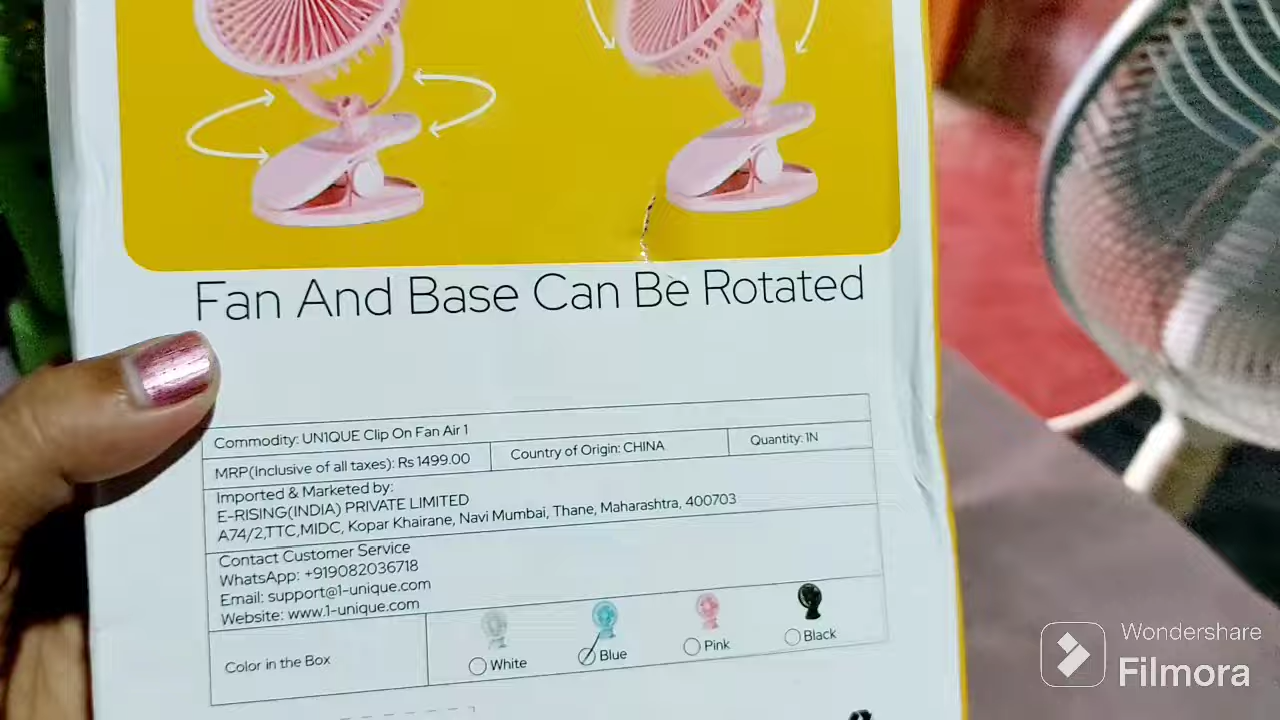 Fan And Base Can Be Rotated
Commodity: UN1QUE Clip On Fan Air 1
MRP(Inclusive of all taxes): Rs 1499.00 Country of Origin: CHINA Quantity: 1N
Imported & Marketed by:
E-RISING(INDIA) PRIVATE LIMITED
A74/2,TTC,MIDC, Kopar Khairane, Navi Mumbai, Thane, Maharashtra, 400703
Contact Customer Service
WhatsApp: +919082036718
Email: support@1-unique.com
Website: www.1-unique.com
Color in the Box White Blue Pink Black
Wondershare
Filmora